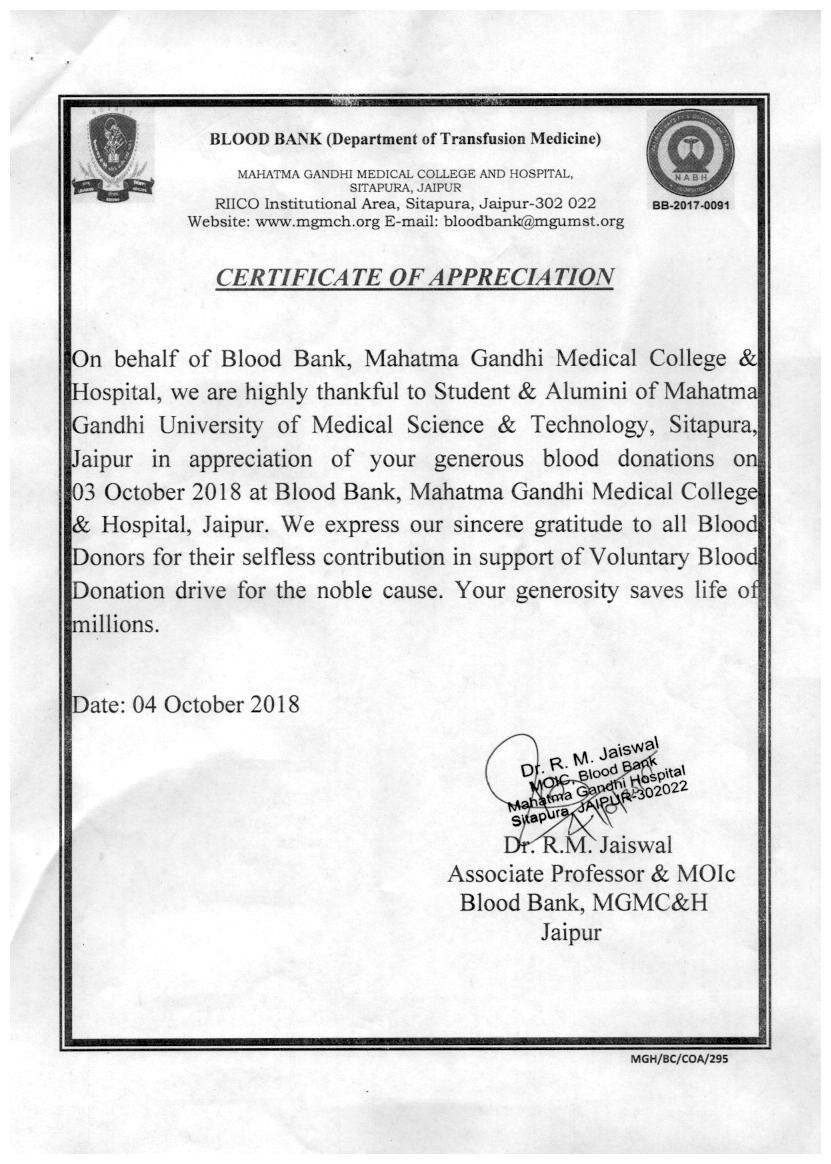 BLOOD BANK (Department of Transfusion Medicine)
MAHATMA GANDHI MEDICAL COLLEGE AND HOSPITAL,
SITAPURA, JAIPUR
RIICO Institutional Area, Sitapura, Jaipur-302 022
Website: www.mgmch.org E-mail: bloodbank@mgumst.org
NABH
BB-2017-0091
CERTIFICATE OF APPRECIATION
On behalf of Blood Bank, Mahatma Gandhi Medical College &
Hospital, we are highly thankful to Student & Alumini of Mahatma
Gandhi University of Medical Science & Technology, Sitapura,
Jaipur in appreciation of your generous blood donations on
03 October 2018 at Blood Bank, Mahatma Gandhi Medical College
& Hospital, Jaipur. We express our sincere gratitude to all Blood
Donors for their selfless contribution in support of Voluntary Blood
Donation drive for the noble cause. Your generosity saves life of
millions.
Date: 04 October 2018
Dr. R. M. Jaiswal
MOIC, Blood Bank
Mahatma Gandhi Hospital
Sitapura, JAIPUR-302022
Dr. R.M. Jaiswal
Associate Professor & MOIc
Blood Bank, MGMC&H
Jaipur
MGH/BC/COA/295